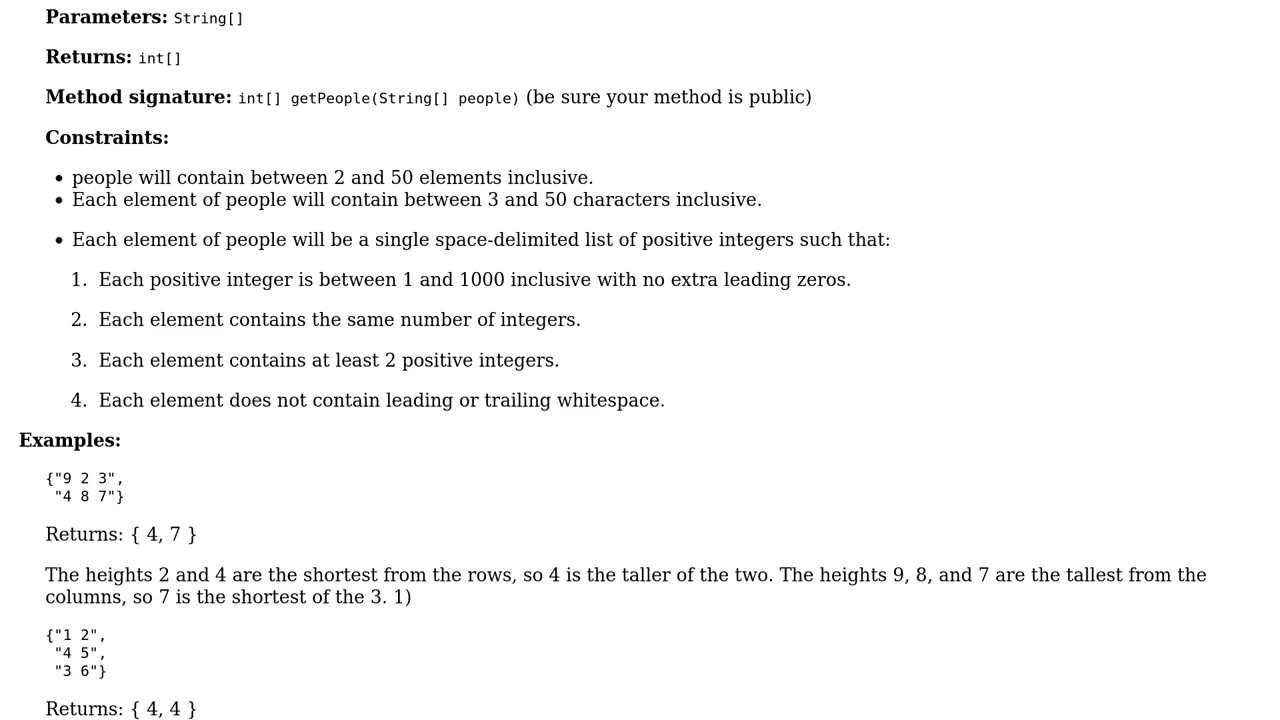 Parameters: String[]
Returns: int[]
Method signature: int[] getPeople(String[] people) (be sure your method is public)
Constraints:
• people will contain between 2 and 50 elements inclusive.
• Each element of people will contain between 3 and 50 characters inclusive.
• Each element of people will be a single space-delimited list of positive integers such that:
1. Each positive integer is between 1 and 1000 inclusive with no extra leading zeros.
2. Each element contains the same number of integers.
3. Each element contains at least 2 positive integers.
4. Each element does not contain leading or trailing whitespace.
Examples:
{"9 2 3",
"4 8 7"}
Returns: { 4, 7 }
The heights 2 and 4 are the shortest from the rows, so 4 is the taller of the two. The heights 9, 8, and 7 are the tallest from the
columns, so 7 is the shortest of the 3. 1)
{"1 2",
"4 5",
"3 6"}
Returns: { 4, 4 }